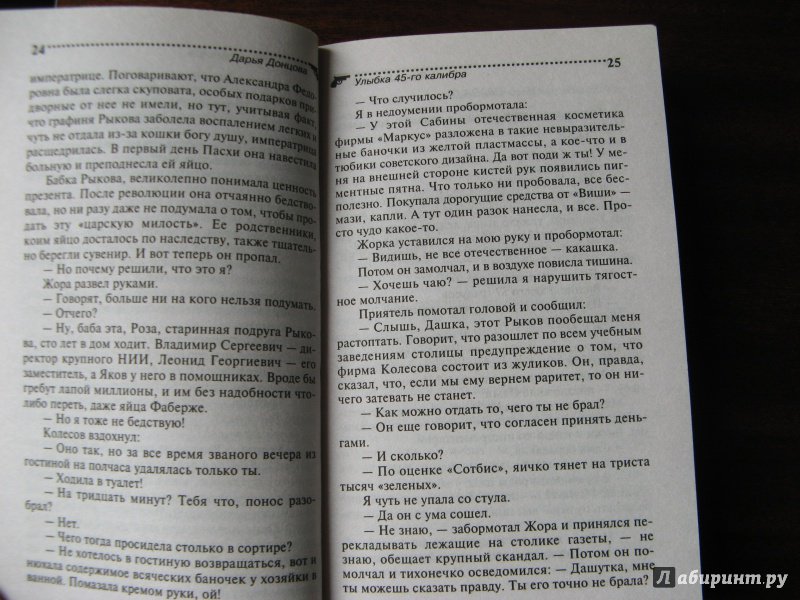 24
Дарья Донцова
императрице. Поговаривают, что Александра Федо-
ровна была слегка скуповата, особых подарков при-
дворные от нее не имели, но тут, учитывая факт,
что графиня Рыкова заболела воспалением легких и
чуть не отдала из-за кошки богу душу, императрица
расщедрилась. В первый день Пасхи она навестила
больную и преподнесла ей яйцо.
Бабка Рыкова, великолепно понимала ценность
презента. После революции она отчаянно бедство-
вала, но ни разу даже не подумала о том, чтобы про-
дать эту «царскую милость». Ее родственники,
коим яйцо досталось по наследству, также тщатель-
но берегли сувенир. И вот теперь он пропал.
— Но почему решили, что это я?
Жора развел руками.
— Говорят, больше ни на кого нельзя подумать.
— Отчего?
— Ну, баба эта, Роза, старинная подруга Рыко-
ва, сто лет в дом ходит. Владимир Сергеевич — ди-
ректор крупного НИИ, Леонид Георгиевич — его
заместитель, а Яков у него в помощниках. Вроде бы
гребут лапой миллионы, и им без надобности что-
либо переть, даже яйца Фаберже.
— Но я тоже не бедствую!
Колесов вздохнул:
— Оно так, но за все время званого вечера из
гостиной на полчаса удалялась только ты.
— Ходила в туалет!
— На тридцать минут? Тебя что, понос разо-
брал?
— Нет.
— Чего тогда просидела столько в сортире?
— Не хотелось в гостиную возвращаться, вот и
нюхала содержимое всяческих баночек у хозяйки в
ванной. Помазала кремом руки, ой!
Улыбка 45-го калибра
25
— Что случилось?
Я в недоумении пробормотала:
— У этой Сабины отечественная косметика
фирмы «Маркус» разложена в такие невыразитель-
ные баночки из желтой пластмассы, а кое-что и в
тюбики советского дизайна. Да вот поди ж ты! У ме-
ня на внешней стороне кистей рук появились пиг-
ментные пятна. Что только ни пробовала, все бес-
полезно. Покупала дорогущие средства от «Виши» —
мази, капли. А тут один разок нанесла, и все. Про-
сто чудо какое-то.
Жорка уставился на мою руку и пробормотал:
— Видишь, не все отечественное — какашка.
Потом он замолчал, и в воздухе повисла тишина.
— Хочешь чаю? — решила я нарушить тягост-
ное молчание.
Приятель помотал головой и сообщил:
— Слышь, Дашка, этот Рыков пообещал меня
растоптать. Говорит, что разошлет по всем учебным
заведениям столицы предупреждение о том, что
фирма Колесова состоит из жуликов. Он, правда,
сказал, что, если мы ему вернем раритет, то он ни-
чего затевать не станет.
— Как можно отдать то, чего ты не брал?
— Он еще говорит, что согласен принять день-
гами.
— И сколько?
— По оценке «Сотбис», яичко тянет на триста
тысяч «зеленых».
Я чуть не упала со стула.
— Да он с ума сошел.
— Не знаю, — забормотал Жора и принялся пе-
рекладывать лежащие на столике газеты, — не
знаю, обещает крупный скандал. — Потом он по-
молчал и тихонечко осведомился: — Дашутка, мне
ты можешь сказать правду. Ты его точно не брала?
Лабиринт.ру